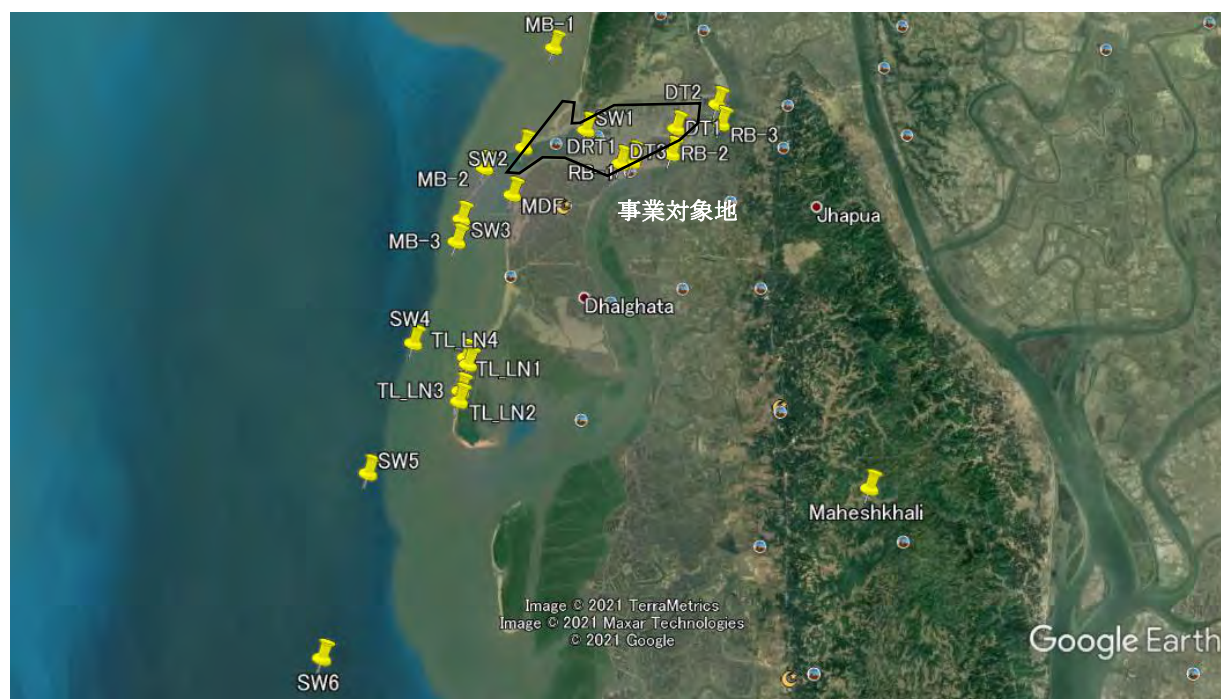 MB-1
DT2
SW1
DT1
RB-3
DRT1
DT3
RB-2
SW2
RB-1
MB-2
MDF
事業対象地
Jhapua
SW3
MB-3
Dhalghata
SW4
TL_LN4
TL_LN1
TL_LN3
TL_LN2
SW5
Maheshkhali
Image © 2021 TerraMetrics
Image © 2021 Maxar Technologies
© 2021 Google
Google Earth
SW6